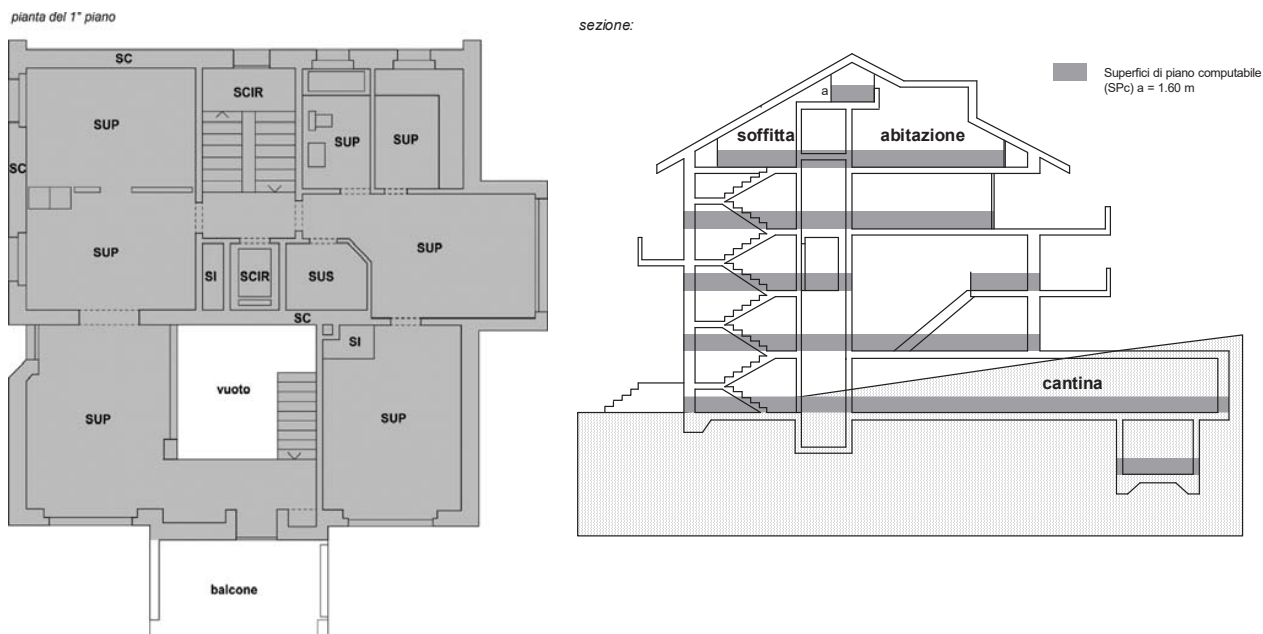 pianta del 1° piano
SC
SCIR
SUP
SUP
SUP
SC
SUP
SUP
SI
SCIR
SUS
SC
SI
vuoto
SUP
SUP
balcone
sezione:
Superfici di piano computabile
(SPc) a = 1.60 m
a
soffitta
abitazione
cantina